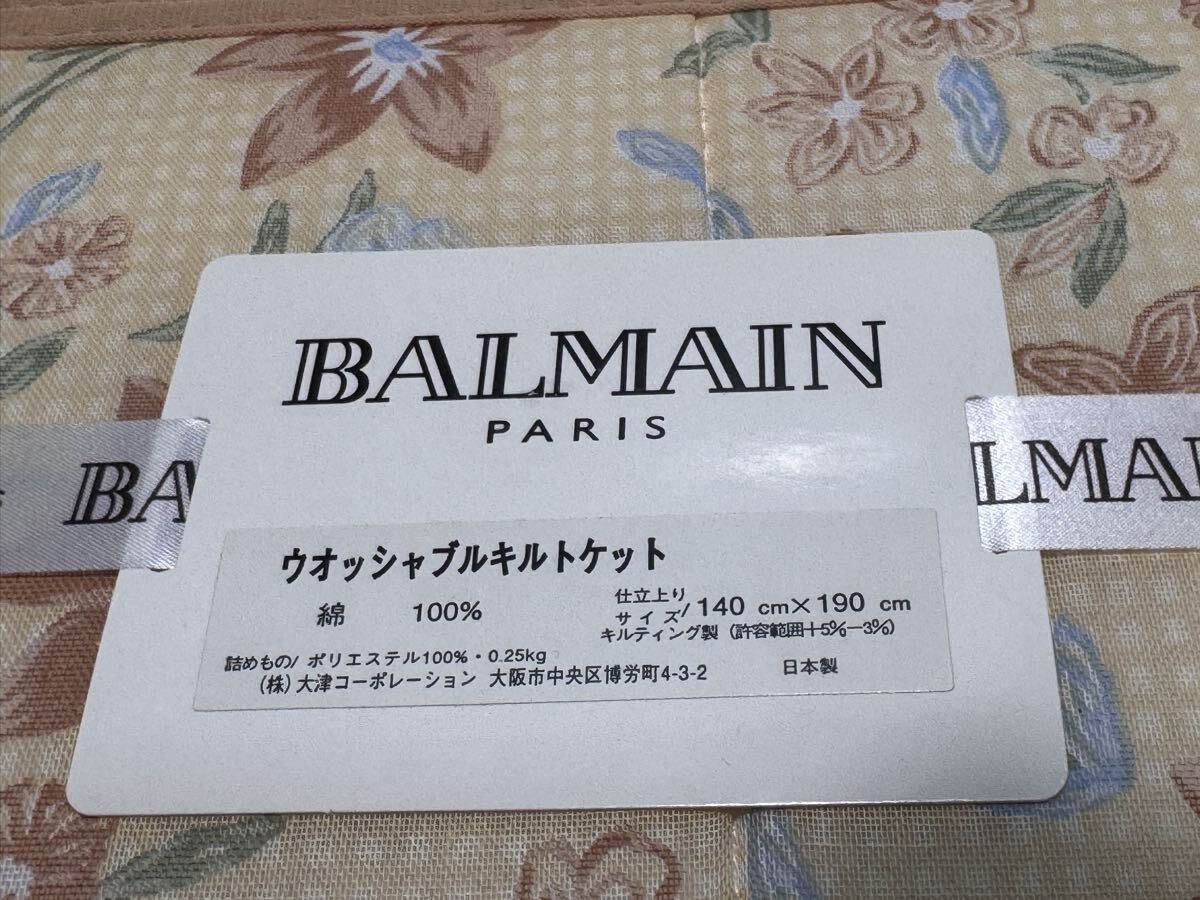 BALMAIN
PARIS
BA
LMAI
ウオッシャブルキルトケット
綿 100%
仕立上り
サイズ/ 140 cm×190 cm
キルティング製 (許容範囲+5%−3%)
詰めもの/ ポリエステル100%・0.25kg
(株) 大津コーポレーション 大阪市中央区博労町4-3-2 日本製